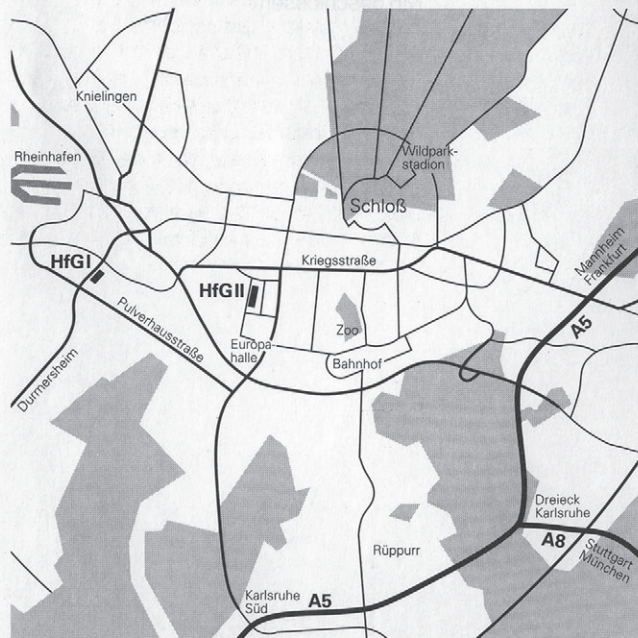 Knielingen
Rheinhafen
Wildpark-
stadion
Schloß
HfG I
Kriegsstraße
Mannheim
Frankfurt
HfG II
Pulverhausstraße
Zoo
A5
Europa-
halle
Bahnhof
Durmersheim
Dreieck
Karlsruhe
A8
Stuttgart
München
Rüppurr
Karlsruhe
Süd
A5